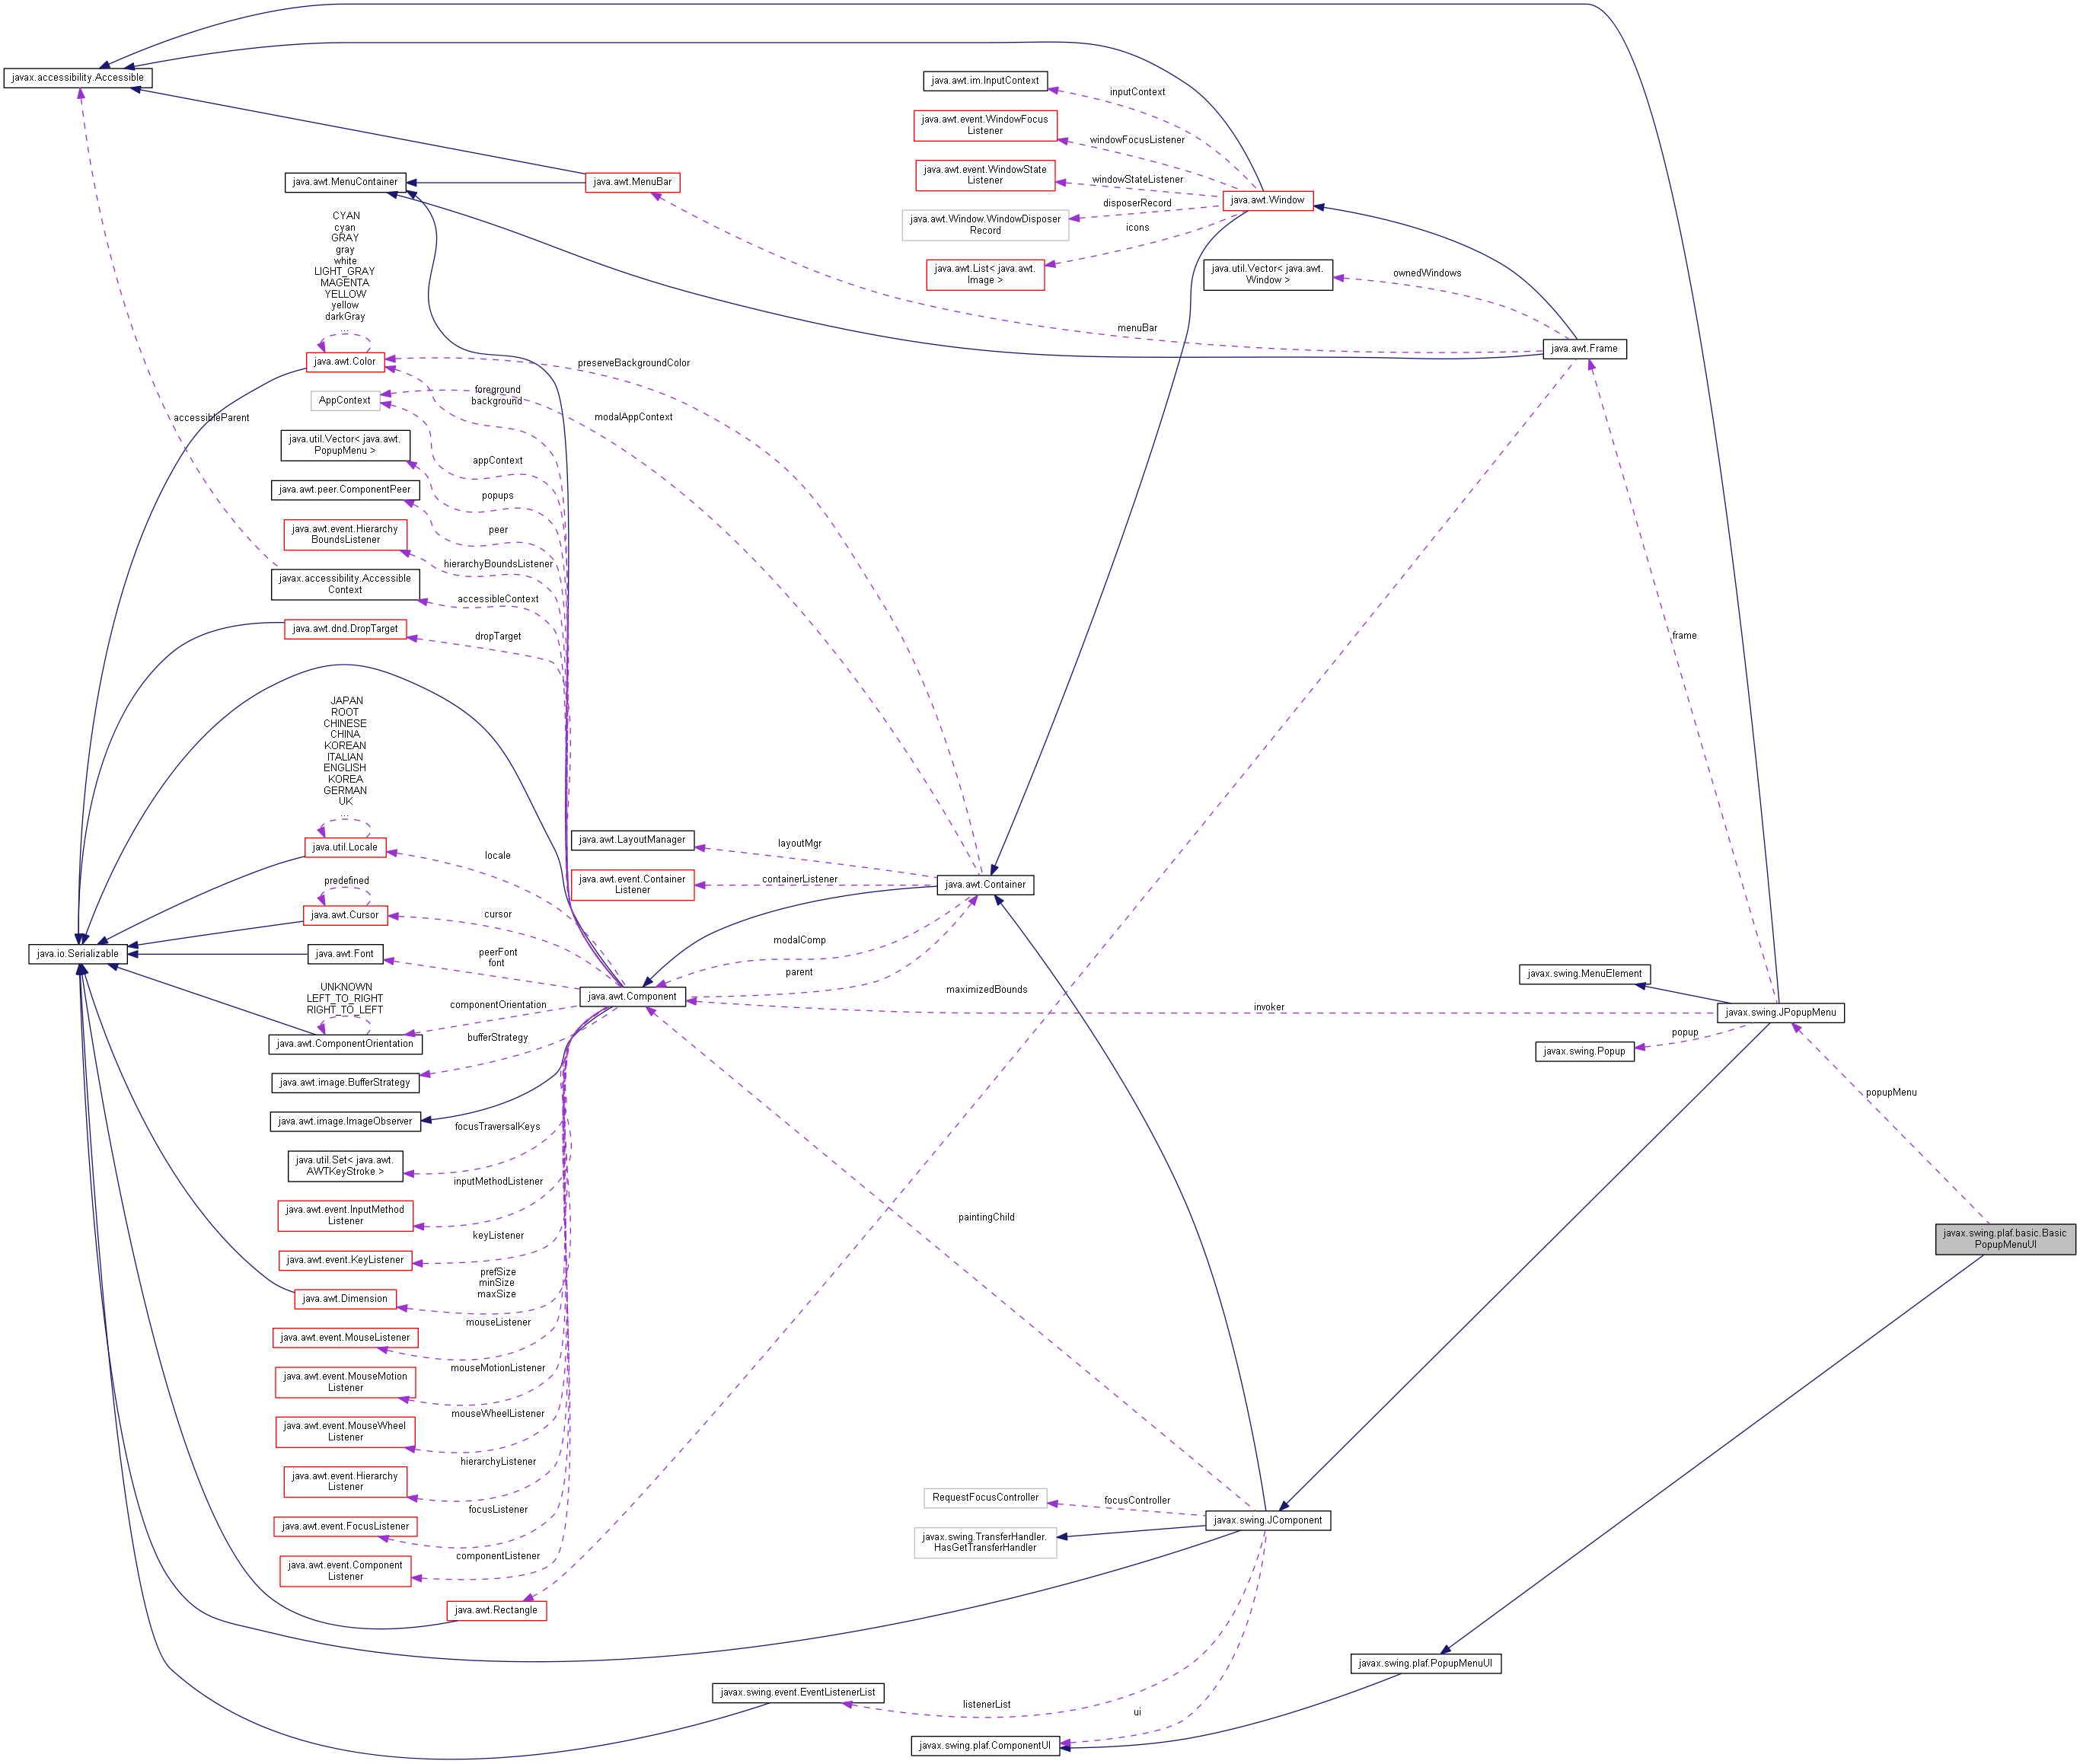 javax.accessibility.Accessible
java.awt.im.InputContext
inputContext
java.awt.event.WindowFocus
Listener
windowFocusListener
java.awt.event.WindowState
Listener
windowStateListener
java.awt.MenuContainer
java.awt.MenuBar
java.awt.Window
disposerRecord
java.awt.Window.WindowDisposer
Record
icons
java.awt.List< java.awt.
Image >
java.util.Vector< java.awt.
Window >
ownedWindows
CYAN
cyan
GRAY
gray
white
LIGHT_GRAY
MAGENTA
YELLOW
yellow
darkGray
...
menuBar
java.awt.Frame
java.awt.Color
preserveBackgroundColor
AppContext
foreground
background
modalAppContext
accessibleParent
java.util.Vector< java.awt.
PopupMenu >
appContext
java.awt.peer.ComponentPeer
popups
java.awt.event.Hierarchy
BoundsListener
peer
hierarchyBoundsListener
javax.accessibility.Accessible
Context
accessibleContext
java.awt.dnd.DropTarget
dropTarget
frame
JAPAN
ROOT
CHINESE
CHINA
KOREAN
ITALIAN
ENGLISH
KOREA
GERMAN
UK
...
java.util.Locale
locale
java.awt.LayoutManager
layoutMgr
java.awt.event.Container
Listener
containerListener
java.awt.Container
predefined
java.awt.Cursor
cursor
java.io.Serializable
java.awt.Font
peerFont
font
modalComp
parent
java.awt.Component
maximizedBounds
javax.swing.MenuElement
UNKNOWN
LEFT_TO_RIGHT
RIGHT_TO_LEFT
componentOrientation
invoker
javax.swing.JPopupMenu
java.awt.ComponentOrientation
bufferStrategy
popup
javax.swing.Popup
java.awt.image.BufferStrategy
popupMenu
java.awt.image.ImageObserver
focusTraversalKeys
java.util.Set< java.awt.
AWTKeyStroke >
inputMethodListener
java.awt.event.InputMethod
Listener
paintingChild
keyListener
javax.swing.plaf.basic.Basic
PopupMenuUI
java.awt.event.KeyListener
prefSize
minSize
maxSize
java.awt.Dimension
mouseListener
java.awt.event.MouseListener
mouseMotionListener
java.awt.event.MouseMotion
Listener
mouseWheelListener
java.awt.event.MouseWheel
Listener
hierarchyListener
java.awt.event.Hierarchy
Listener
RequestFocusController
focusController
focusListener
java.awt.event.FocusListener
javax.swing.JComponent
javax.swing.TransferHandler.
HasGetTransferHandler
componentListener
java.awt.event.Component
Listener
java.awt.Rectangle
javax.swing.plaf.PopupMenuUI
javax.swing.event.EventListenerList
listenerList
ui
javax.swing.plaf.ComponentUI